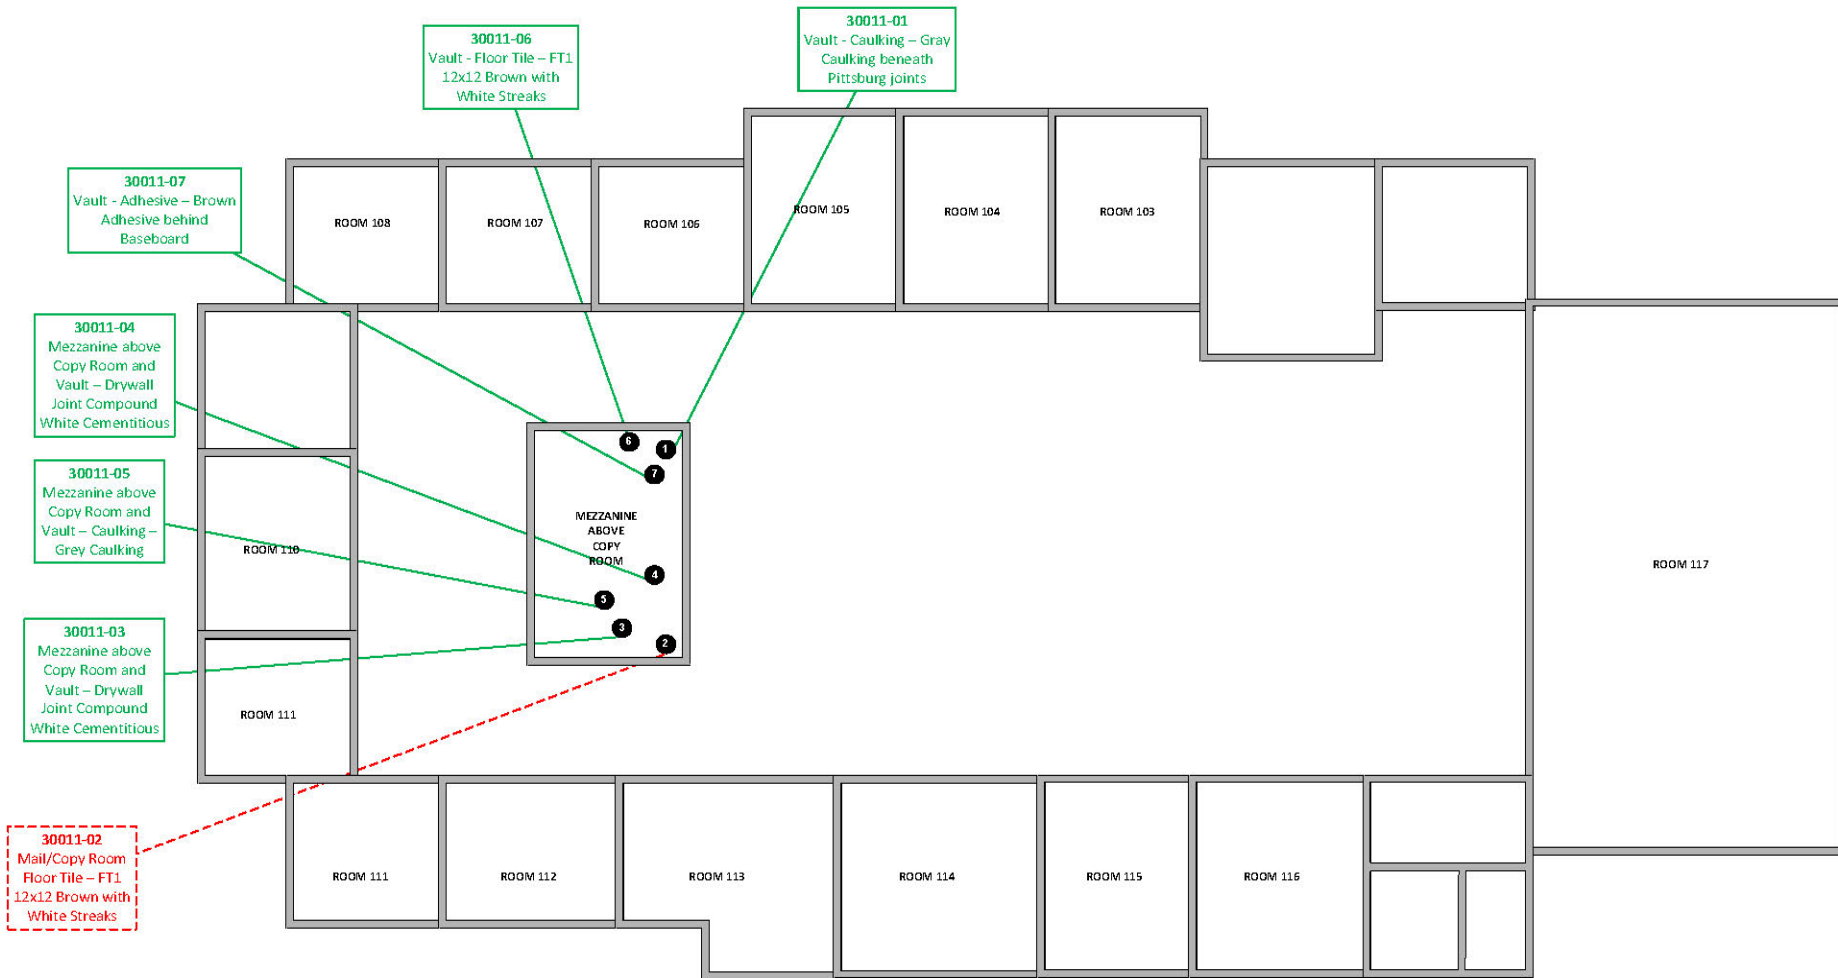 30011-01
Vault - Caulking – Gray
Caulking beneath
Pittsburg joints
30011-06
Vault - Floor Tile – FT1
12x12 Brown with
White Streaks
30011-07
Vault - Adhesive – Brown
Adhesive behind
Baseboard
ROOM 108
ROOM 107
ROOM 106
ROOM 105
ROOM 104
ROOM 103
30011-04
Mezzanine above
Copy Room and
Vault – Drywall
Joint Compound
White Cementitious
30011-05
Mezzanine above
Copy Room and
Vault – Caulking –
Grey Caulking
30011-03
Mezzanine above
Copy Room and
Vault – Drywall
Joint Compound
White Cementitious
6
1
7
MEZZANINE
ABOVE
COPY
ROOM
4
5
3
2
ROOM 110
ROOM 111
ROOM 117
30011-02
Mail/Copy Room
Floor Tile – FT1
12x12 Brown with
White Streaks
ROOM 111
ROOM 112
ROOM 113
ROOM 114
ROOM 115
ROOM 116